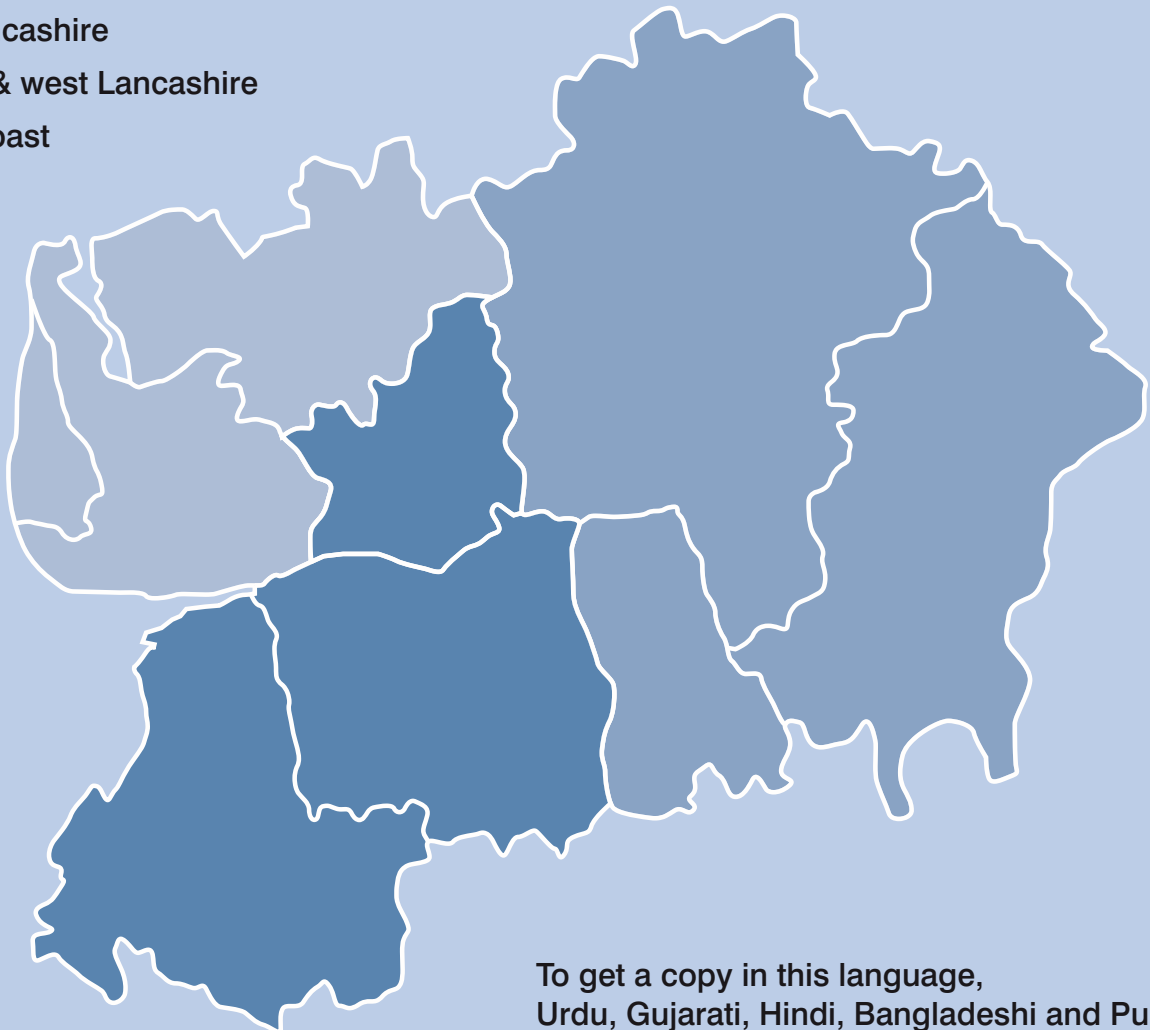 cashire
& west Lancashire
oast
To get a copy in this language,
Urdu, Gujarati, Hindi, Bangladeshi and Pu